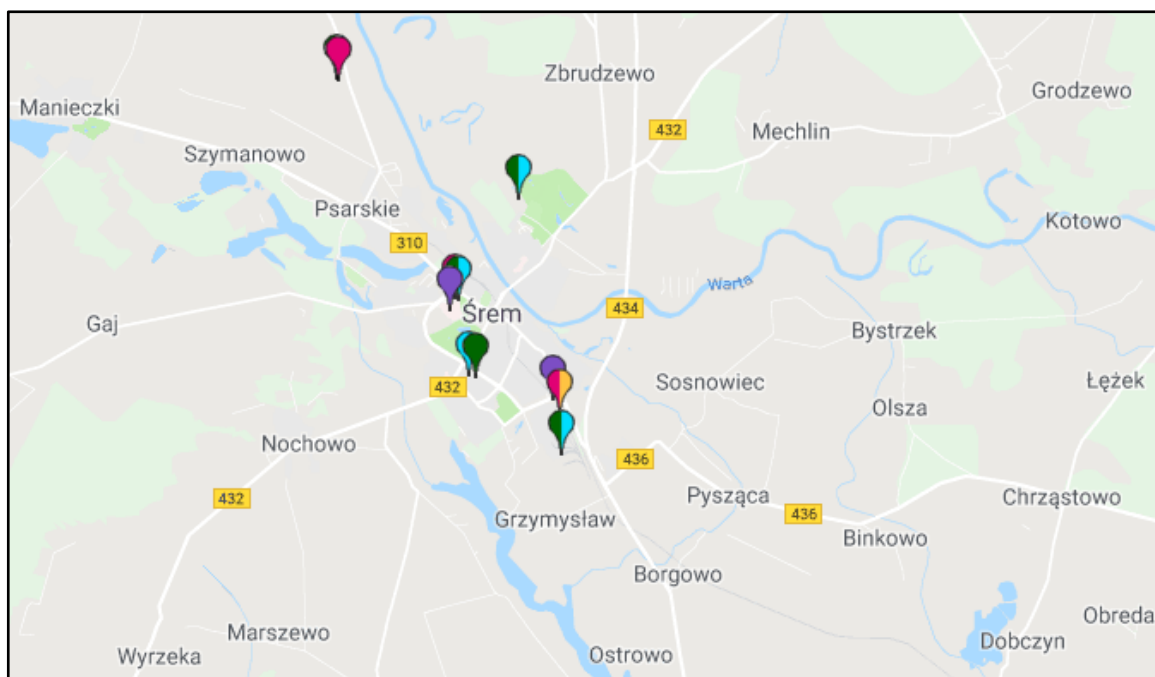 Zbrudzewo
Grodzewo
Manieczki
432
Mechlin
Szymanowo
Psarskie
Kotowo
310
Warta
Śrem
434
Gaj
Bystrzek
Sosnowiec
Łężek
432
Olsza
Nochowo
436
432
Pysząca
Chrząstowo
436
Grzymysław
Binkowo
Borgowo
Obreda
Marszewo
Dobczyn
Wyrzeka
Ostrowo